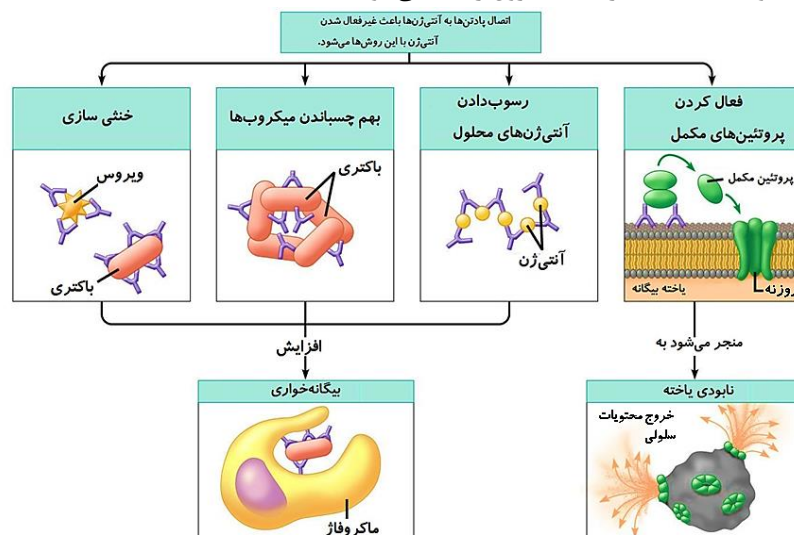 اتصال پادتن‌ها به آنتی‌ژن‌ها باعث غیرفعال شدن
آنتی‌ژن با این روش‌ها می‌شود.
فعال کردن
پروتئین‌های مکمل
رسوب‌دادن
آنتی‌ژن‌های محلول
بهم چسباندن میکروب‌ها
خنثی سازی
پروتئین مکمل
یاخته بیگانه
روزنه
آنتی‌ژن
باکتری
ویروس
باکتری
منجر می‌شود به
افزایش
نابودی یاخته
خروج محتویات
سلولی
بیگانه‌خواری
ماکروفاژ